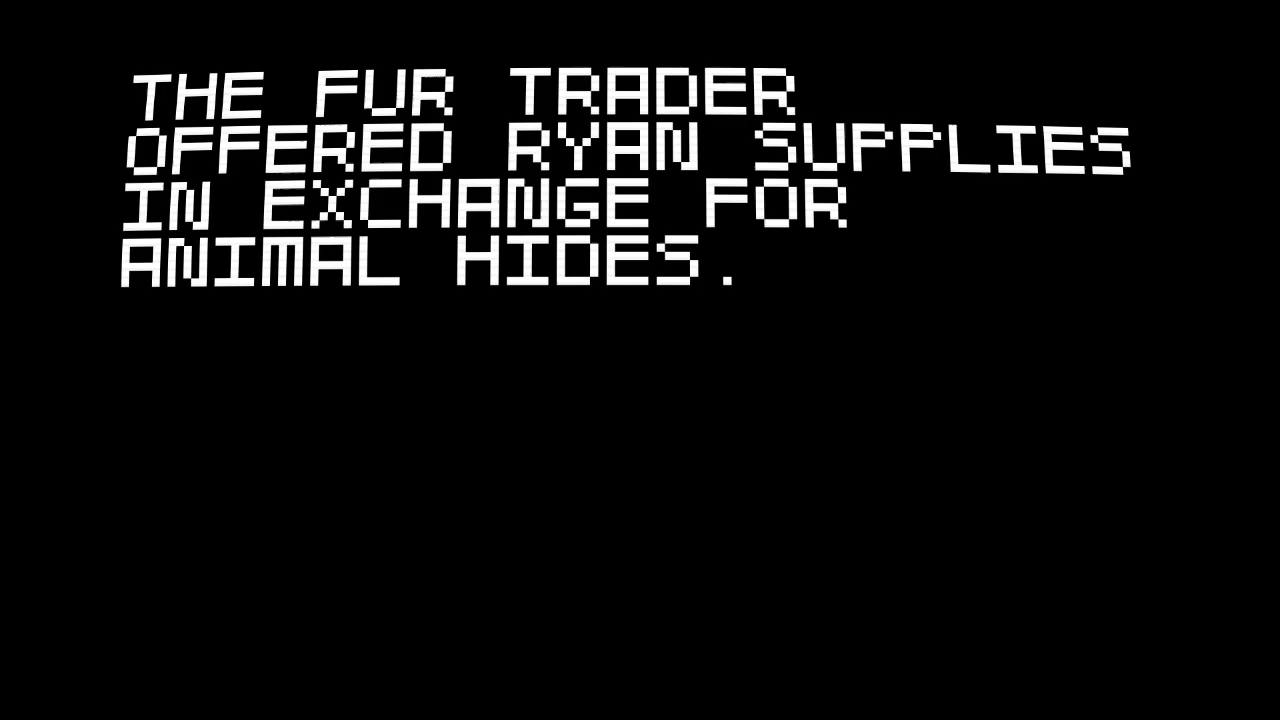 THE FUR TRADER
OFFERED RYAN SUPPLIES
IN EXCHANGE FOR
ANIMAL HIDES.